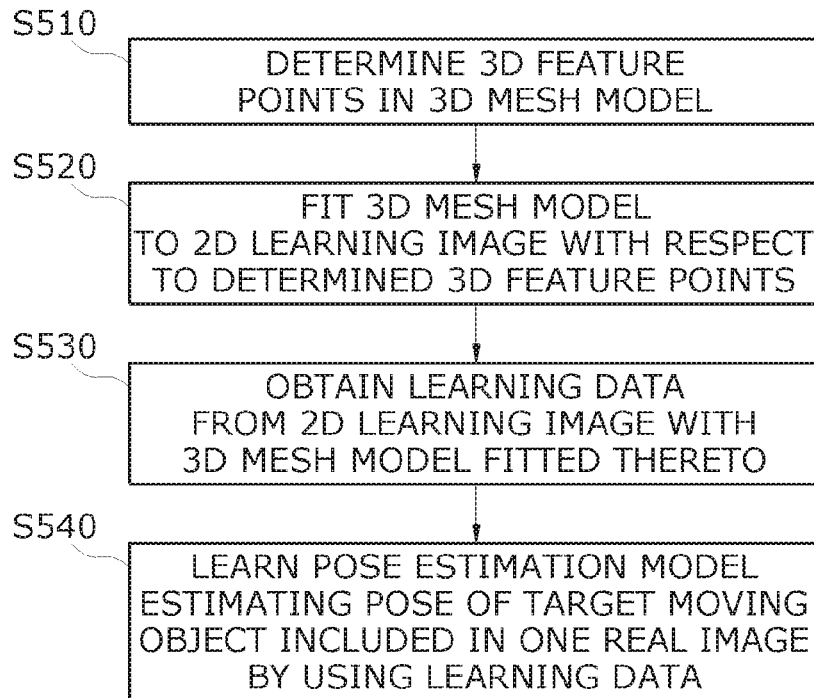 S510
DETERMINE 3D FEATURE
POINTS IN 3D MESH MODEL
S520
FIT 3D MESH MODEL
TO 2D LEARNING IMAGE WITH RESPECT
TO DETERMINED 3D FEATURE POINTS
S530
OBTAIN LEARNING DATA
FROM 2D LEARNING IMAGE WITH
3D MESH MODEL FITTED THERETO
S540
LEARN POSE ESTIMATION MODEL
ESTIMATING POSE OF TARGET MOVING
OBJECT INCLUDED IN ONE REAL IMAGE
BY USING LEARNING DATA